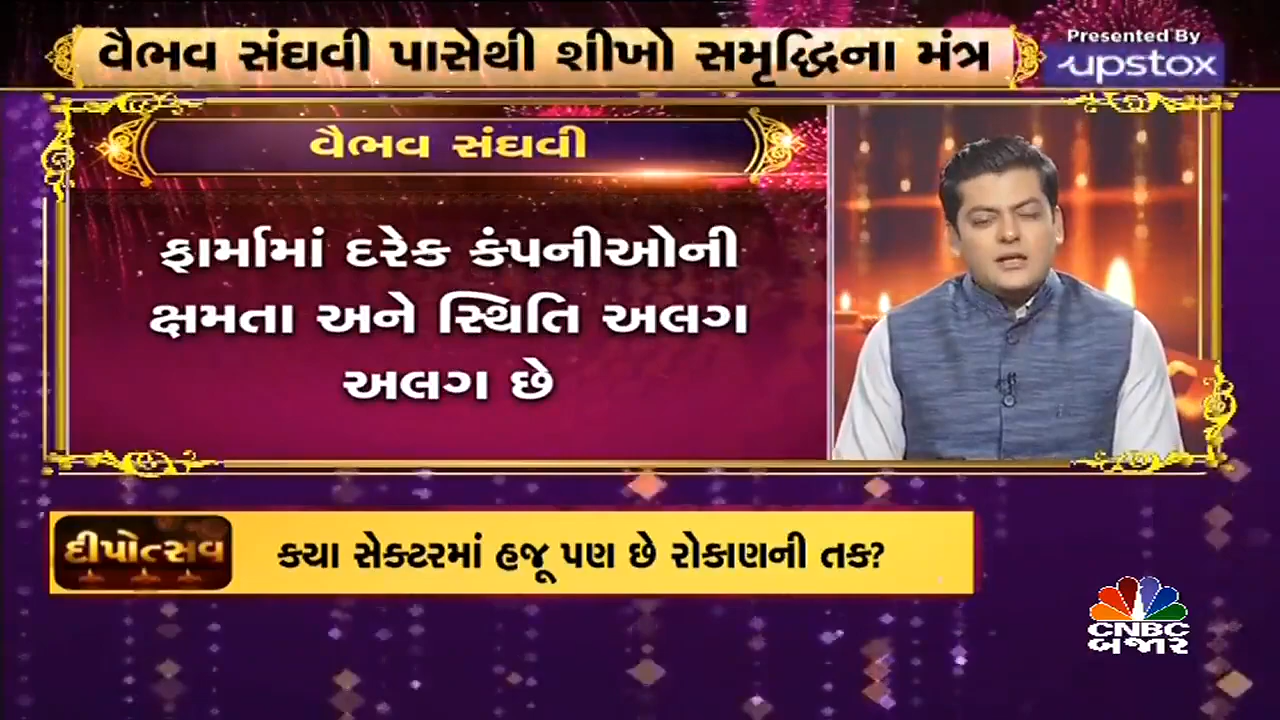 વૈભવ સંઘવી પાસેથી શીખો સમૃદ્ધિના મંત્ર
Presented By
upstox
વૈભવ સંઘવી
ફાર્મામાં દરેક કંપનીઓની
ક્ષમતા અને સ્થિતિ અલગ
અલગ છે
દીપોત્સવ
કયા સેક્ટરમાં હજૂ પણ છે રોકાણની તક?
CNBC
બજાર